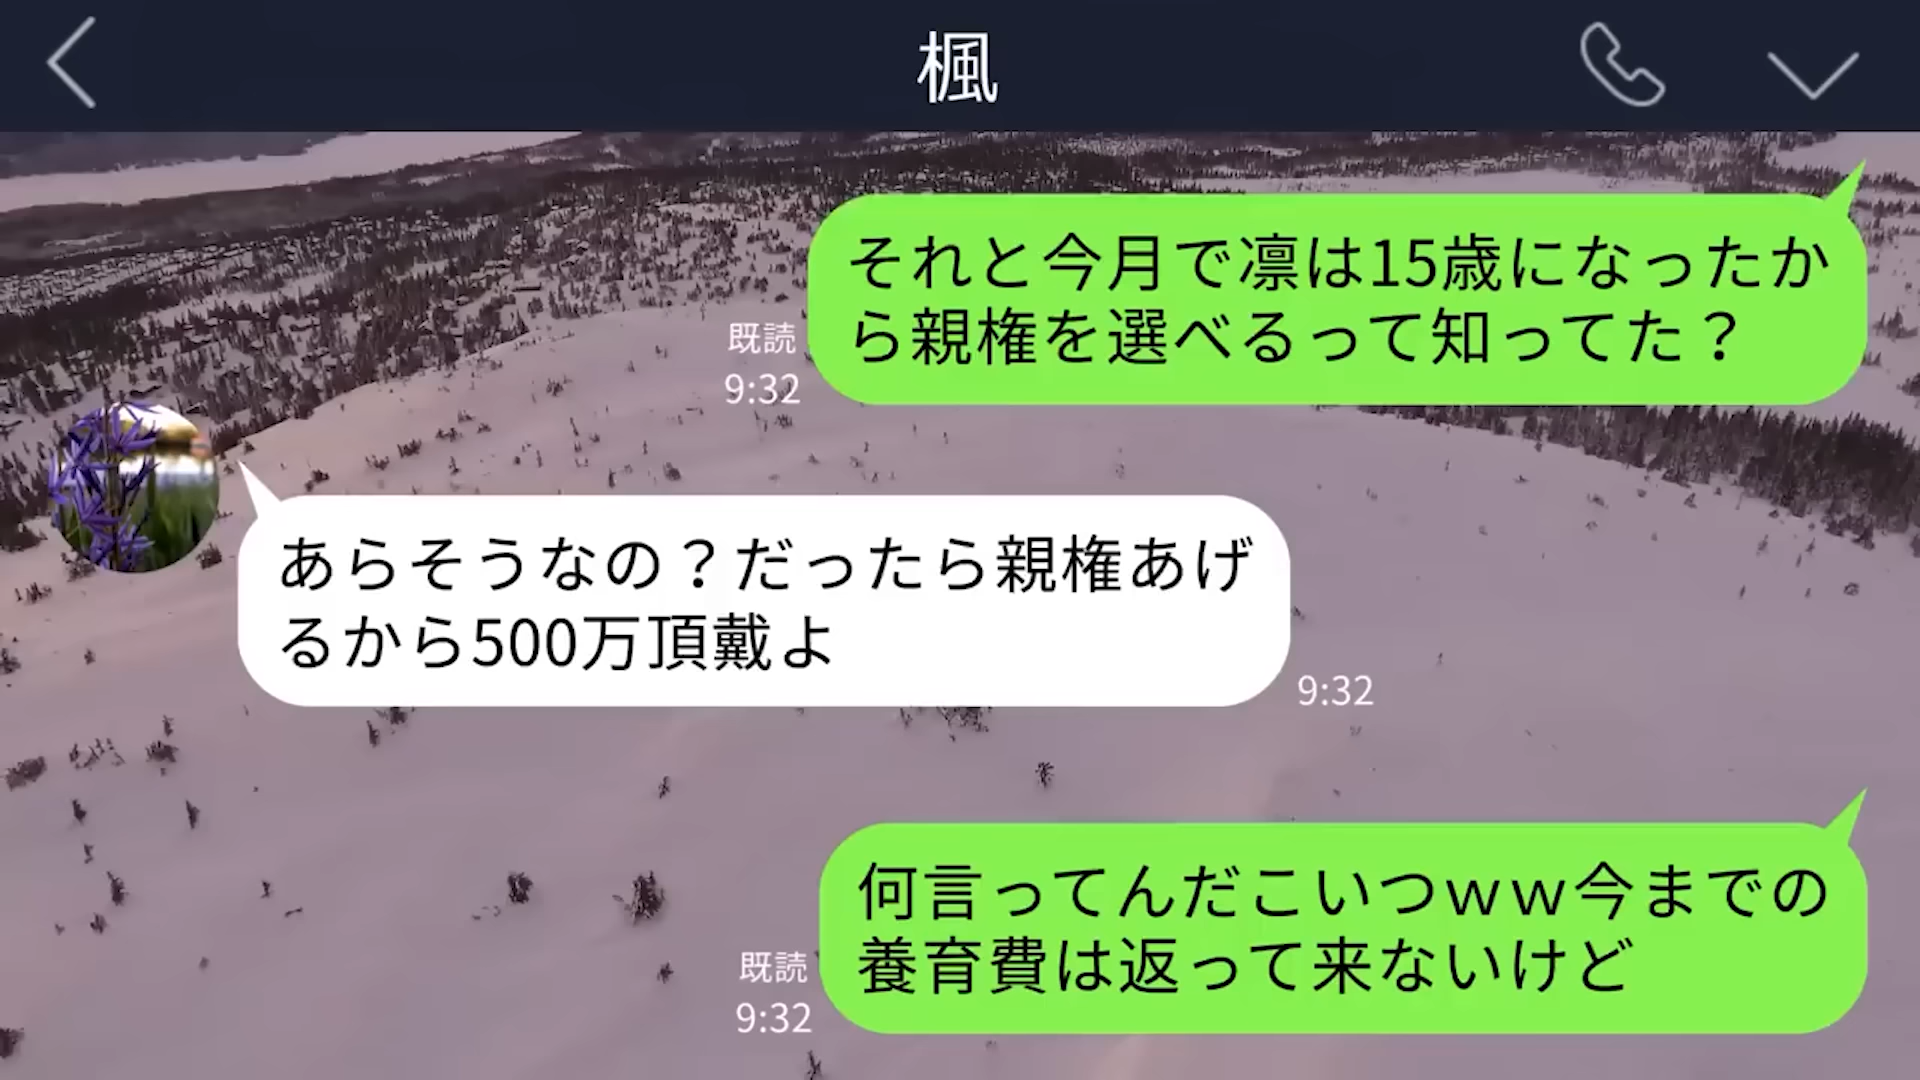 楓
それと今月で凛は15歳になったか
ら親権を選べるって知ってた？
既読
9:32
あらそうなの？だったら親権あげ
るから500万頂戴よ
9:32
何言ってんだこいつｗｗ今までの
養育費は返って来ないけど
既読
9:32